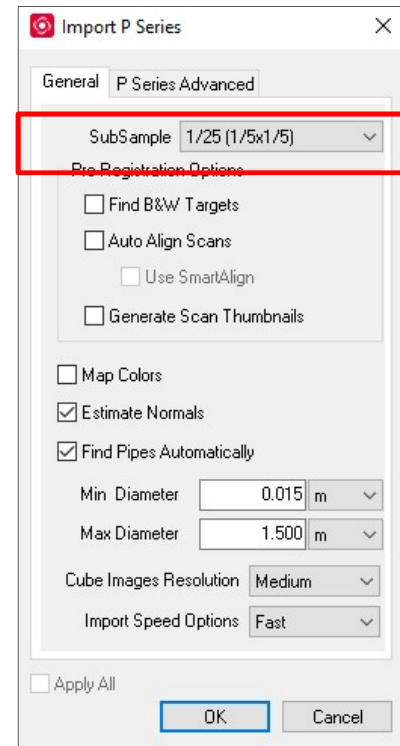 Import P Series
General P Series Advanced
SubSample 1/25 (1/5x1/5)
Pre Registration Options
Find B&W Targets
Auto Align Scans
Use SmartAlign
Generate Scan Thumbnails
Map Colors
Estimate Normals
Find Pipes Automatically
Min Diameter 0.015 m
Max Diameter 1.500 m
Cube Images Resolution Medium
Import Speed Options Fast
Apply All
OK Cancel